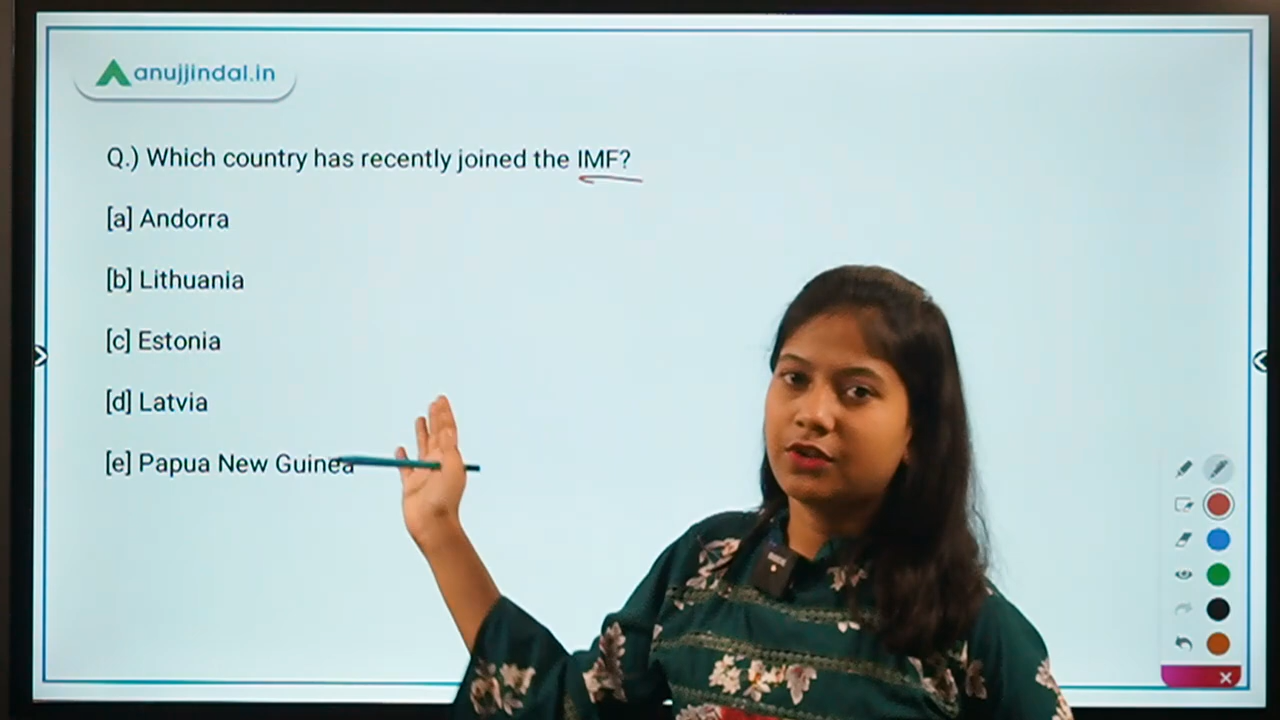 anujjindal.in
Q.) Which country has recently joined the IMF?
[a] Andorra
[b] Lithuania
[c] Estonia
[d] Latvia
[e] Papua New Guinea